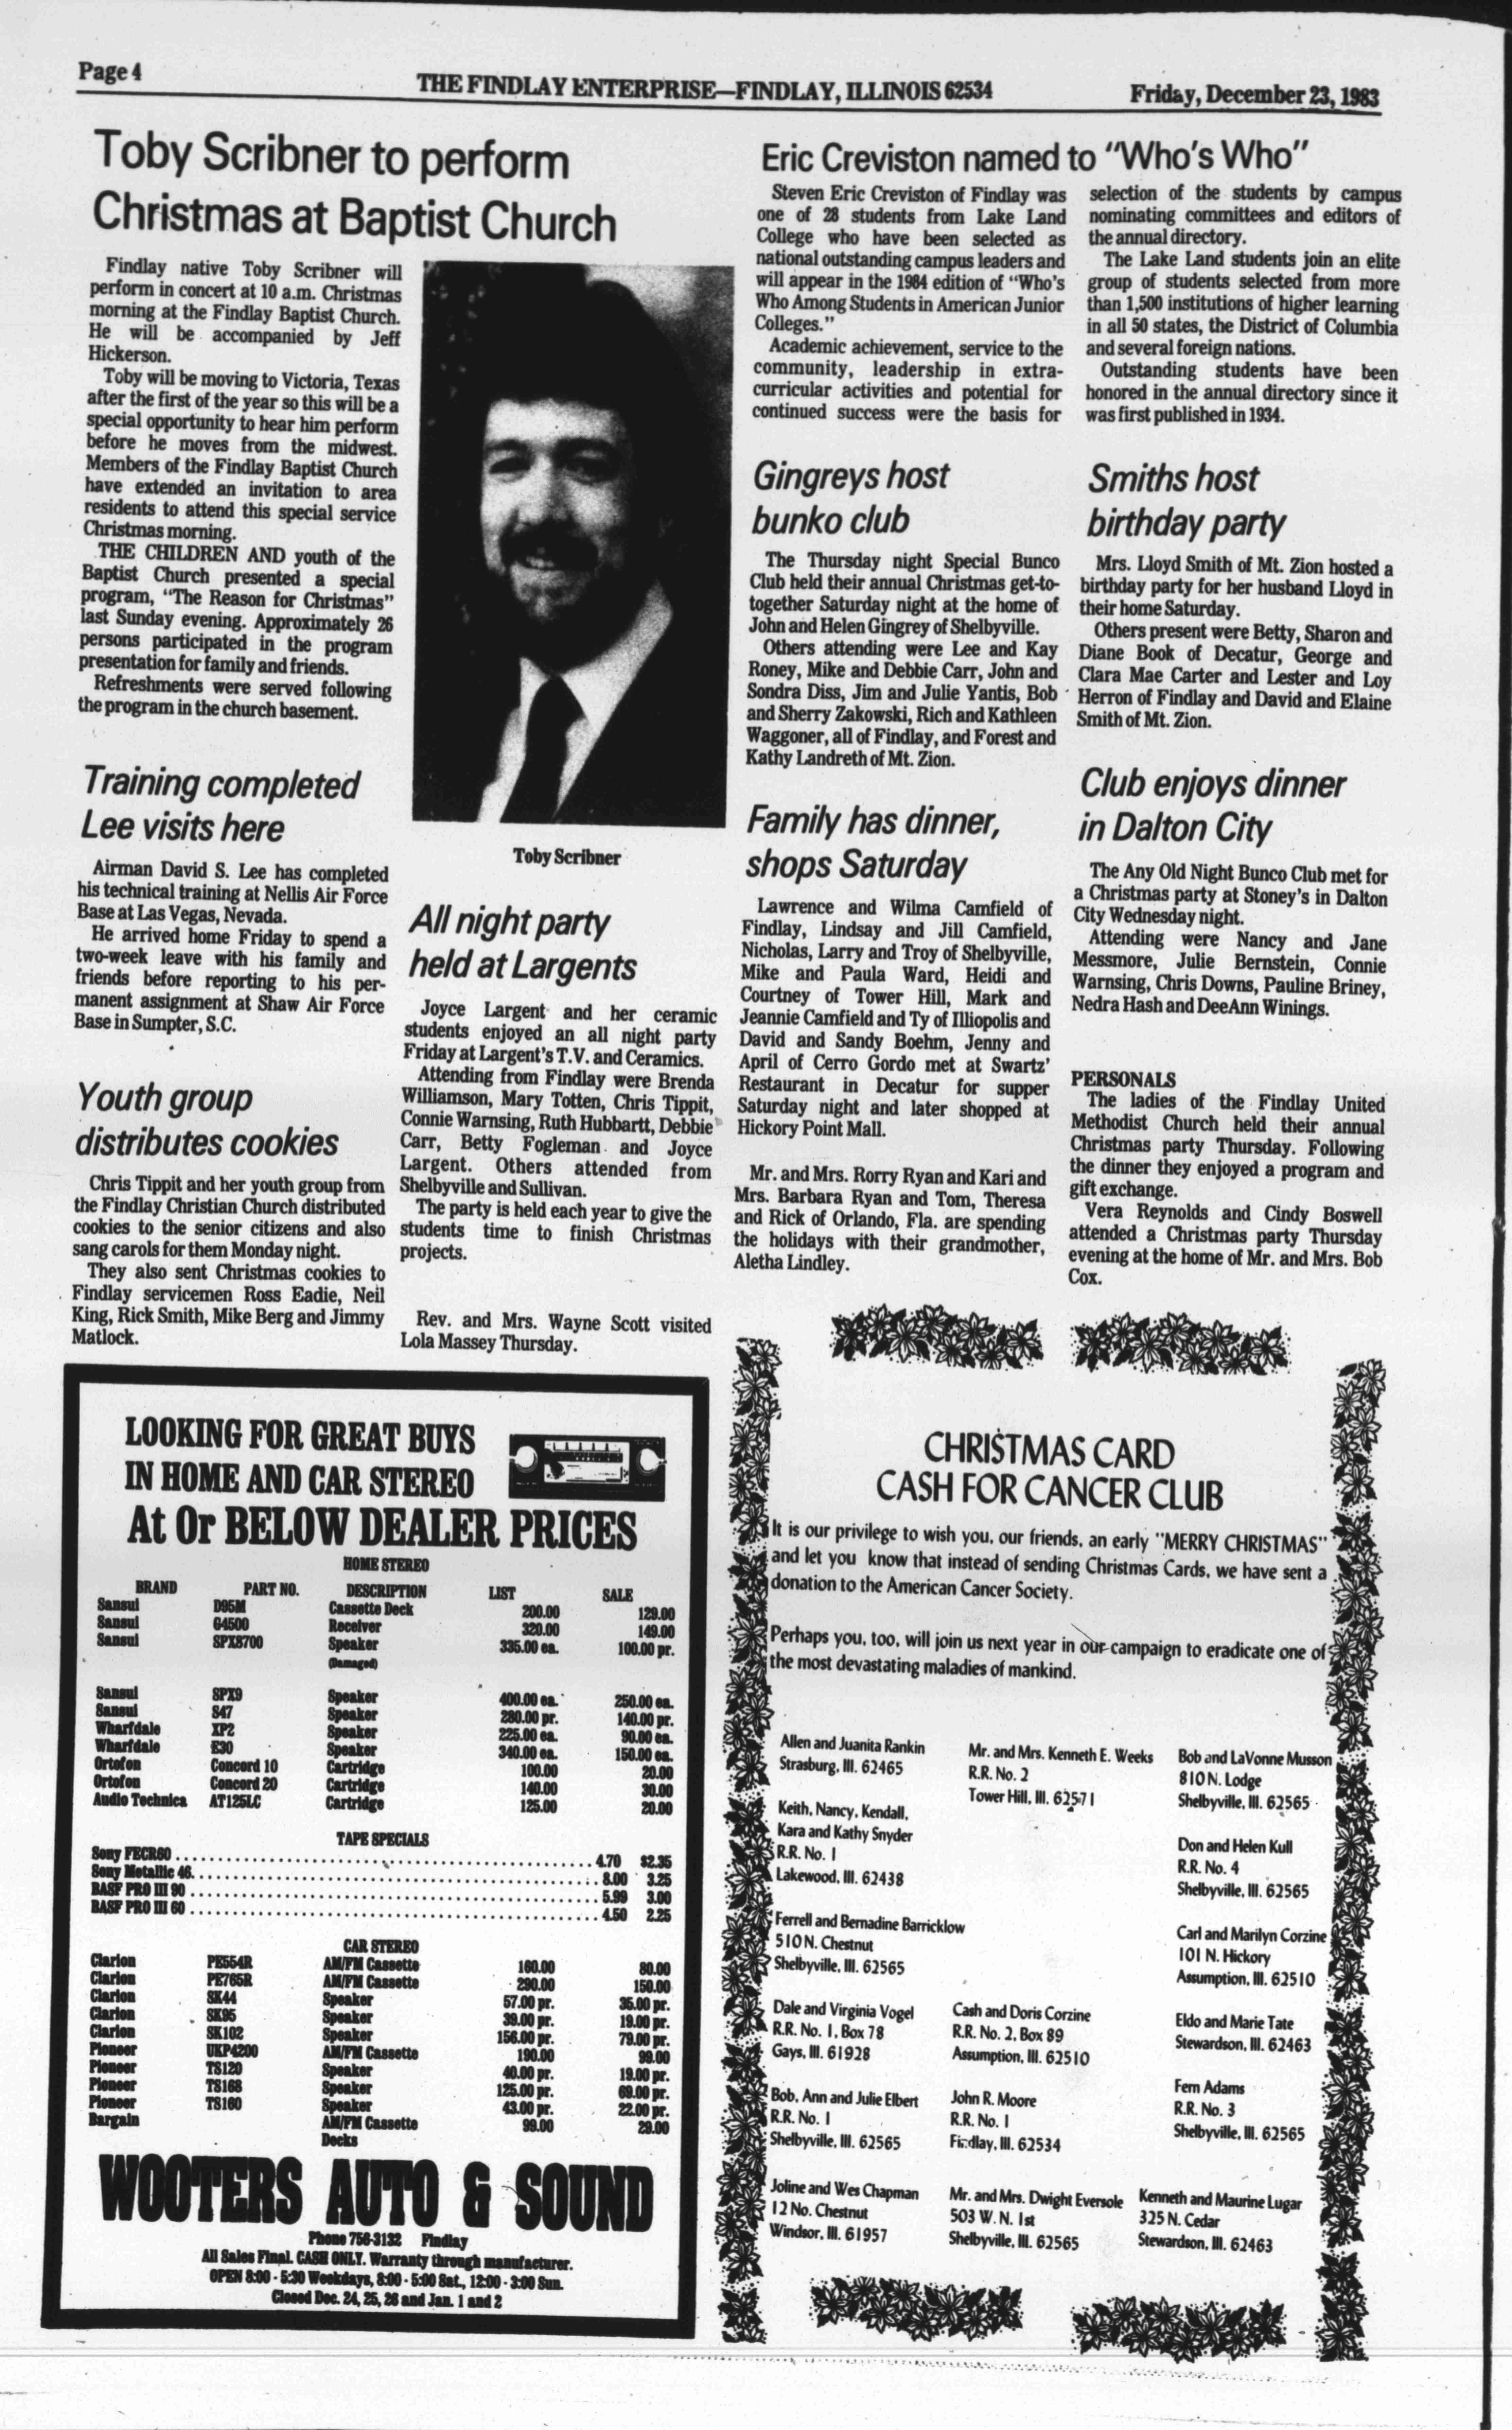 Page 4
THE FINDLAY ENTERPRISE—FINDLAY, ILLINOIS 62534
Friday, December 23, 1983
Toby Scribner to perform
Christmas at Baptist Church
Findlay native Toby Scribner will
perform in concert at 10 a.m. Christmas
morning at the Findlay Baptist Church.
He will be accompanied by Jeff
Hickerson.
Toby will be moving to Victoria, Texas
after the first of the year so this will be a
special opportunity to hear him perform
before he moves from the midwest.
Members of the Findlay Baptist Church
have extended an invitation to area
residents to attend this special service
Christmas morning.
THE CHILDREN AND youth of the
Baptist Church presented a special
program, "The Reason for Christmas"
last Sunday evening. Approximately 26
persons participated in the program
presentation for family and friends.
Refreshments were served following
the program in the church basement.
Toby Scribner
Training completed
Lee visits here
Airman David S. Lee has completed
his technical training at Nellis Air Force
Base at Las Vegas, Nevada.
He arrived home Friday to spend a
two-week leave with his family and
friends before reporting to his per-
manent assignment at Shaw Air Force
Base in Sumpter, S.C.
Youth group
distributes cookies
Chris Tippit and her youth group from
the Findlay Christian Church distributed
cookies to the senior citizens and also
sang carols for them Monday night.
They also sent Christmas cookies to
Findlay servicemen Ross Eadie, Neil
King, Rick Smith, Mike Berg and Jimmy
Matlock.
All night party
held at Largents
Joyce Largent and her ceramic
students enjoyed an all night party
Friday at Largent's T.V. and Ceramics.
Attending from Findlay were Brenda
Williamson, Mary Totten, Chris Tippit,
Connie Warnsing, Ruth Hubbartt, Debbie
Carr, Betty Fogleman and Joyce
Largent. Others attended from
Shelbyville and Sullivan.
The party is held each year to give the
students time to finish Christmas
projects.
Rev. and Mrs. Wayne Scott visited
Lola Massey Thursday.
Eric Creviston named to "Who's Who"
Steven Eric Creviston of Findlay was
one of 28 students from Lake Land
College who have been selected as
national outstanding campus leaders and
will appear in the 1984 edition of "Who's
Who Among Students in American Junior
Colleges."
Academic achievement, service to the
community, leadership in extra-
curricular activities and potential for
continued success were the basis for
selection of the students by campus
nominating committees and editors of
the annual directory.
The Lake Land students join an elite
group of students selected from more
than 1,500 institutions of higher learning
in all 50 states, the District of Columbia
and several foreign nations.
Outstanding students have been
honored in the annual directory since it
was first published in 1934.
Gingreys host
bunko club
The Thursday night Special Bunco
Club held their annual Christmas get-to-
together Saturday night at the home of
John and Helen Gingrey of Shelbyville.
Others attending were Lee and Kay
Roney, Mike and Debbie Carr, John and
Sondra Diss, Jim and Julie Yantis, Bob
and Sherry Zakowski, Rich and Kathleen
Waggoner, all of Findlay, and Forest and
Kathy Landreth of Mt. Zion.
Family has dinner,
shops Saturday
Lawrence and Wilma Camfield of
Findlay, Lindsay and Jill Camfield,
Nicholas, Larry and Troy of Shelbyville,
Mike and Paula Ward, Heidi and
Courtney of Tower Hill, Mark and
Jeannie Camfield and Ty of Illiopolis and
David and Sandy Boehm, Jenny and
April of Cerro Gordo met at Swartz'
Restaurant in Decatur for supper
Saturday night and later shopped at
Hickory Point Mall.
Mr. and Mrs. Rorry Ryan and Kari and
Mrs. Barbara Ryan and Tom, Theresa
and Rick of Orlando, Fla. are spending
the holidays with their grandmother,
Aletha Lindley.
Smiths host
birthday party
Mrs. Lloyd Smith of Mt. Zion hosted a
birthday party for her husband Lloyd in
their home Saturday.
Others present were Betty, Sharon and
Diane Book of Decatur, George and
Clara Mae Carter and Lester and Loy
Herron of Findlay and David and Elaine
Smith of Mt. Zion.
Club enjoys dinner
in Dalton City
The Any Old Night Bunco Club met for
a Christmas party at Stoney's in Dalton
City Wednesday night.
Attending were Nancy and Jane
Messmore, Julie Bernstein, Connie
Warnsing, Chris Downs, Pauline Briney,
Nedra Hash and DeeAnn Winings.
PERSONALS
The ladies of the Findlay United
Methodist Church held their annual
Christmas party Thursday. Following
the dinner they enjoyed a program and
gift exchange.
Vera Reynolds and Cindy Boswell
attended a Christmas party Thursday
evening at the home of Mr. and Mrs. Bob
Cox.
LOOKING FOR GREAT BUYS
IN HOME AND CAR STEREO
At Or BELOW DEALER PRICES
HOME STEREO
BRAND PART NO. DESCRIPTION LIST SALE
Sansui D95M Cassette Deck 200.00 129.00
Sansui G4500 Receiver 320.00 149.00
Sansui SPX8700 Speaker 335.00 ea. 100.00 pr.
(Damaged)
Sansui SPX9 Speaker 400.00 ea. 250.00 ea.
Sansui S47 Speaker 280.00 pr. 140.00 pr.
Wharfdale XP2 Speaker 225.00 ea. 90.00 ea.
Wharfdale E30 Speaker 340.00 ea. 150.00 ea.
Ortofon Concord 10 Cartridge 100.00 20.00
Ortofon Concord 20 Cartridge 140.00 30.00
Audio Technica AT125LC Cartridge 125.00 20.00
TAPE SPECIALS
Sony FECR60 4.70 $2.35
Sony Metallic 46 8.00 3.25
BASF PRO III 90 5.99 3.00
BASF PRO III 60 4.50 2.25
CAR STEREO
Clarion PE554R AM/FM Cassette 160.00 80.00
Clarion PE765R AM/FM Cassette 290.00 150.00
Clarion SK44 Speaker 57.00 pr. 35.00 pr.
Clarion SK95 Speaker 39.00 pr. 19.00 pr.
Clarion SK102 Speaker 156.00 pr. 79.00 pr.
Pioneer UKP4200 AM/FM Cassette 190.00 99.00
Pioneer TS120 Speaker 40.00 pr. 19.00 pr.
Pioneer TS168 Speaker 125.00 pr. 69.00 pr.
Pioneer TS160 Speaker 43.00 pr. 22.00 pr.
Bargain AM/FM Cassette 99.00 29.00
Decks
WOOTERS AUTO & SOUND
Phone 756-3132 Findlay
All Sales Final. CASH ONLY. Warranty through manufacturer.
OPEN 8:00 - 5:30 Weekdays, 8:00 - 5:00 Sat., 12:00 - 3:00 Sun.
Closed Dec. 24, 25, 26 and Jan. 1 and 2
CHRISTMAS CARD
CASH FOR CANCER CLUB
It is our privilege to wish you, our friends, an early "MERRY CHRISTMAS"
and let you know that instead of sending Christmas Cards, we have sent a
donation to the American Cancer Society.
Perhaps you, too, will join us next year in our campaign to eradicate one of
the most devastating maladies of mankind.
Allen and Juanita Rankin
Strasburg, Ill. 62465
Keith, Nancy, Kendall,
Kara and Kathy Snyder
R.R. No. 1
Lakewood, Ill. 62438
Ferrell and Bernadine Barricklow
510 N. Chestnut
Shelbyville, Ill. 62565
Dale and Virginia Vogel
R.R. No. 1, Box 78
Gays, Ill. 61928
Bob, Ann and Julie Elbert
R.R. No. 1
Shelbyville, Ill. 62565
Joline and Wes Chapman
12 No. Chestnut
Windsor, Ill. 61957
Mr. and Mrs. Kenneth E. Weeks
R.R. No. 2
Tower Hill, Ill. 62571
Cash and Doris Corzine
R.R. No. 2, Box 89
Assumption, Ill. 62510
John R. Moore
R.R. No. 1
Findlay, Ill. 62534
Mr. and Mrs. Dwight Eversole
503 W. N. 1st
Shelbyville, Ill. 62565
Bob and LaVonne Musson
810 N. Lodge
Shelbyville, Ill. 62565
Don and Helen Kull
R.R. No. 4
Shelbyville, Ill. 62565
Carl and Marilyn Corzine
101 N. Hickory
Assumption, Ill. 62510
Eldo and Marie Tate
Stewardson, Ill. 62463
Fern Adams
R.R. No. 3
Shelbyville, Ill. 62565
Kenneth and Maurine Lugar
325 N. Cedar
Stewardson, Ill. 62463